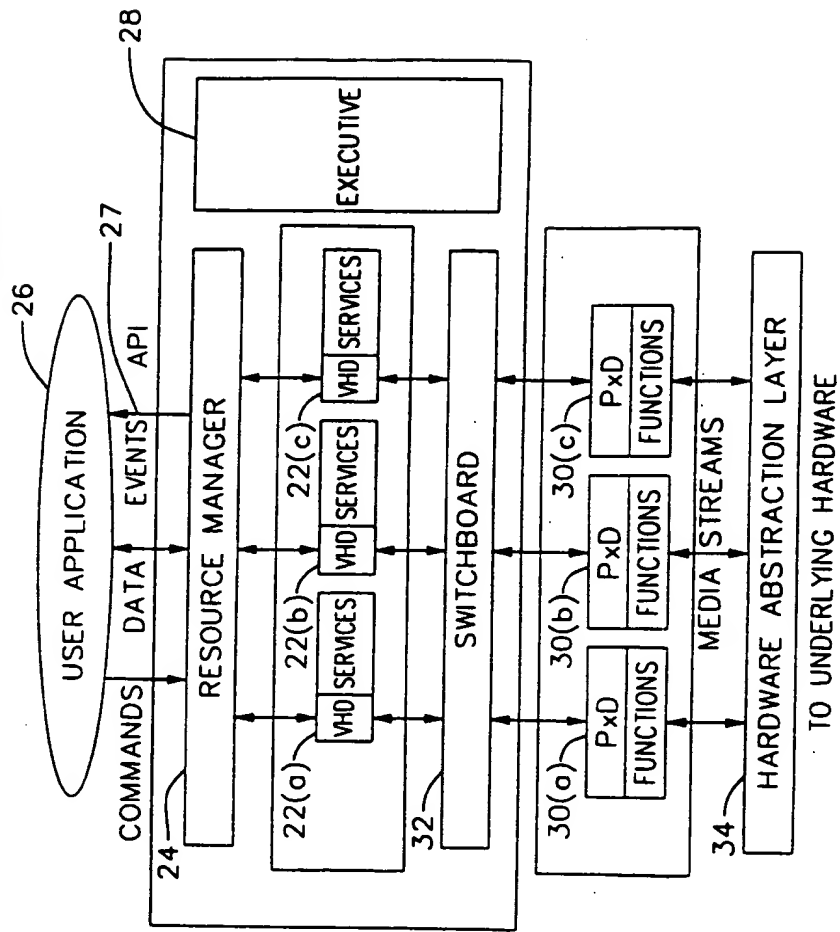 26
USER APPLICATION
27
28
COMMANDS DATA EVENTS API
24
RESOURCE MANAGER
EXECUTIVE
22(a) 22(b) 22(c)
VHD SERVICES VHD SERVICES VHD SERVICES
32
SWITCHBOARD
30(a) 30(b) 30(c)
PxD PxD PxD
FUNCTIONS FUNCTIONS FUNCTIONS
MEDIA STREAMS
34
HARDWARE ABSTRACTION LAYER
TO UNDERLYING HARDWARE